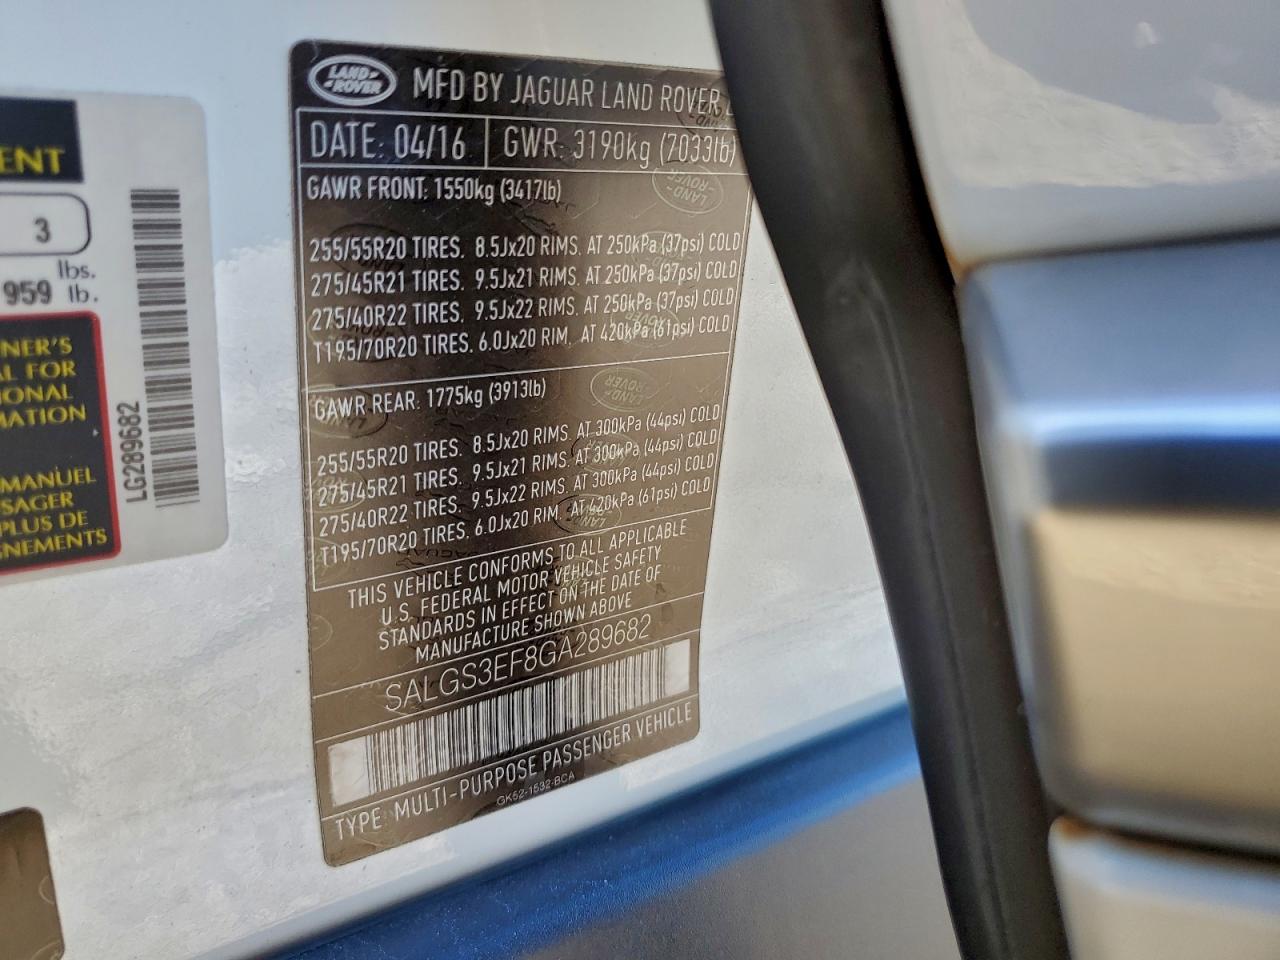 ENT
3
lbs.
959 lb.
NER'S
AL FOR
IONAL
MATION
MANUEL
SAGER
PLUS DE
GNEMENTS
LG289682
LAND-
-ROVER
MFD BY JAGUAR LAND ROVER
DATE: 04/16 GWR: 3190kg (7033lb)
GAWR FRONT: 1550kg (3417lb)
255/55R20 TIRES. 8.5Jx20 RIMS. AT 250kPa (37psi) COLD
275/45R21 TIRES. 9.5Jx21 RIMS. AT 250kPa (37psi) COLD
275/40R22 TIRES. 9.5Jx22 RIMS. AT 250kPa (37psi) COLD
T195/70R20 TIRES. 6.0Jx20 RIM. AT 420kPa (61psi) COLD
GAWR REAR: 1775kg (3913lb)
255/55R20 TIRES. 8.5Jx20 RIMS. AT 300kPa (44psi) COLD
275/45R21 TIRES. 9.5Jx21 RIMS. AT 300kPa (44psi) COLD
275/40R22 TIRES. 9.5Jx22 RIMS. AT 300kPa (44psi) COLD
T195/70R20 TIRES. 6.0Jx20 RIM. AT 420kPa (61psi) COLD
THIS VEHICLE CONFORMS TO ALL APPLICABLE
U.S. FEDERAL MOTOR VEHICLE SAFETY
STANDARDS IN EFFECT ON THE DATE OF
MANUFACTURE SHOWN ABOVE
SALGS3EF8GA289682
TYPE: MULTI-PURPOSE PASSENGER VEHICLE
GK52-1532-BCA